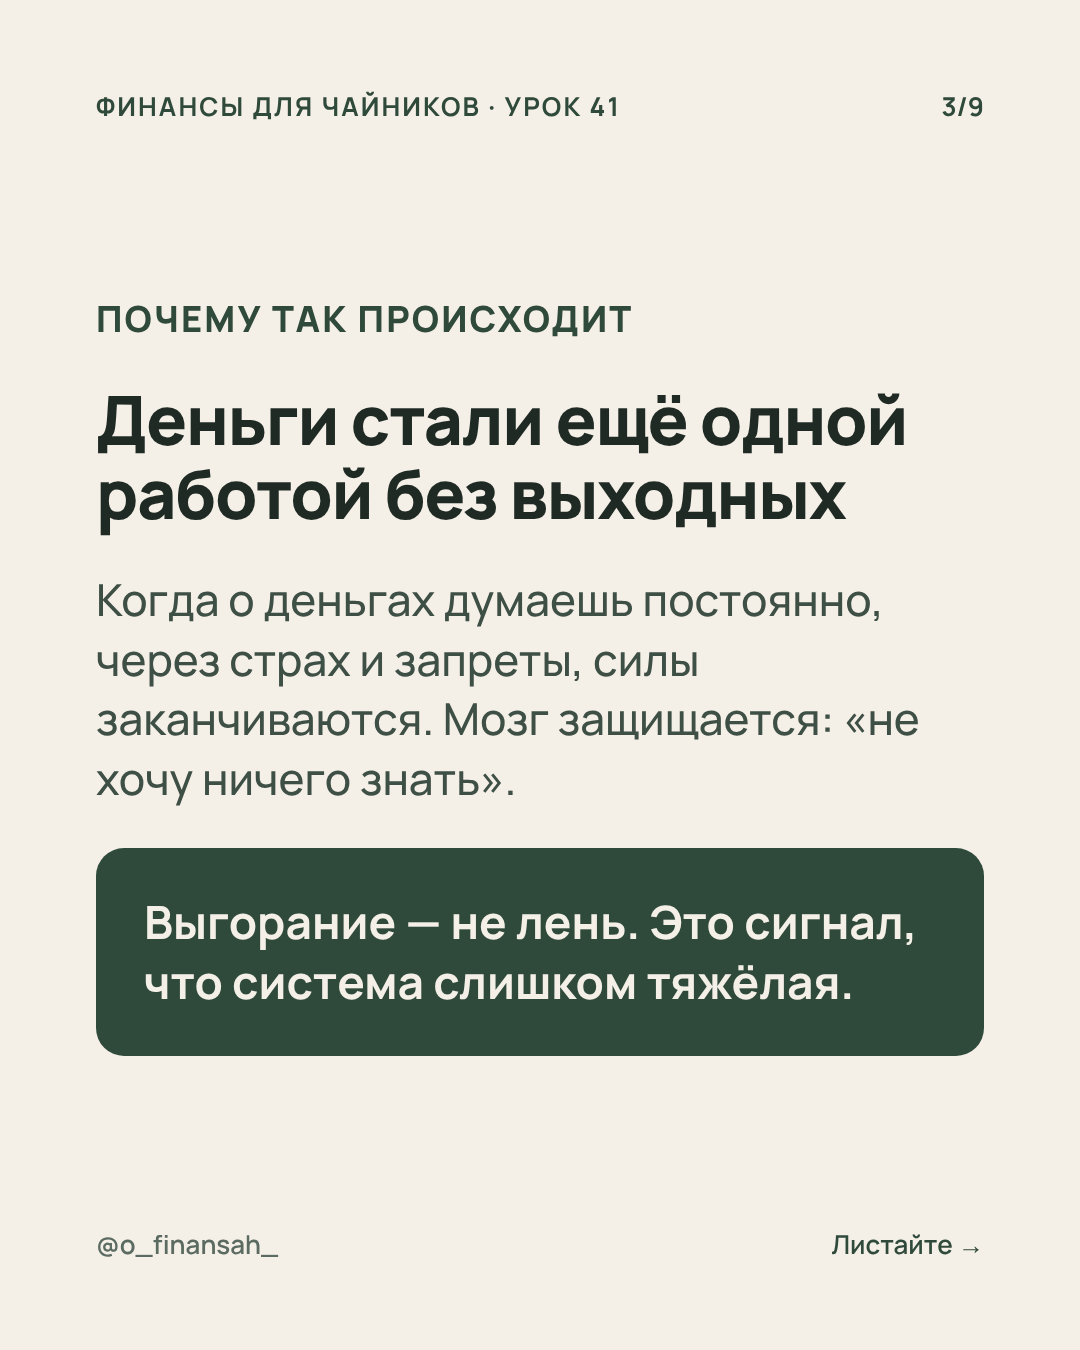 ФИНАНСЫ ДЛЯ ЧАЙНИКОВ · УРОК 41
3/9
ПОЧЕМУ ТАК ПРОИСХОДИТ
Деньги стали ещё одной
работой без выходных
Когда о деньгах думаешь постоянно,
через страх и запреты, силы
заканчиваются. Мозг защищается: «не
хочу ничего знать».
Выгорание — не лень. Это сигнал,
что система слишком тяжёлая.
@o_finansah_
Листайте →